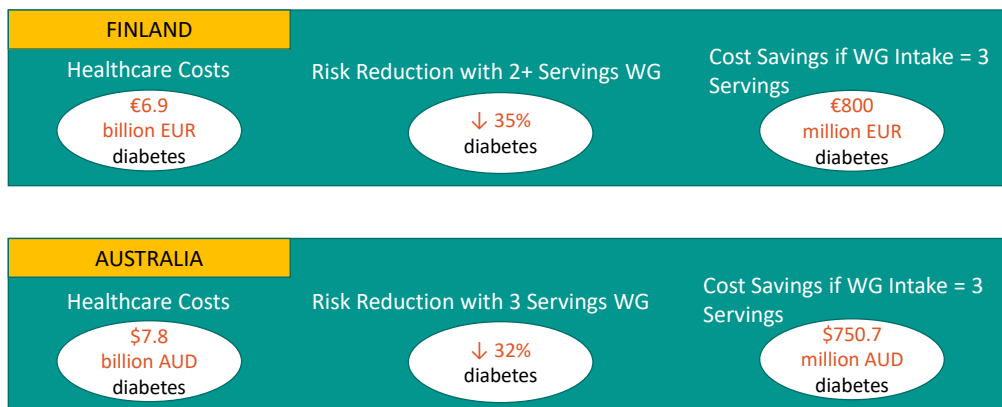 FINLAND
Healthcare Costs
€6.9
billion EUR
diabetes
Risk Reduction with 2+ Servings WG
↓ 35%
diabetes
Cost Savings if WG Intake = 3
Servings
€800
million EUR
diabetes
AUSTRALIA
Healthcare Costs
$7.8
billion AUD
diabetes
Risk Reduction with 3 Servings WG
↓ 32%
diabetes
Cost Savings if WG Intake = 3
Servings
$750.7
million AUD
diabetes